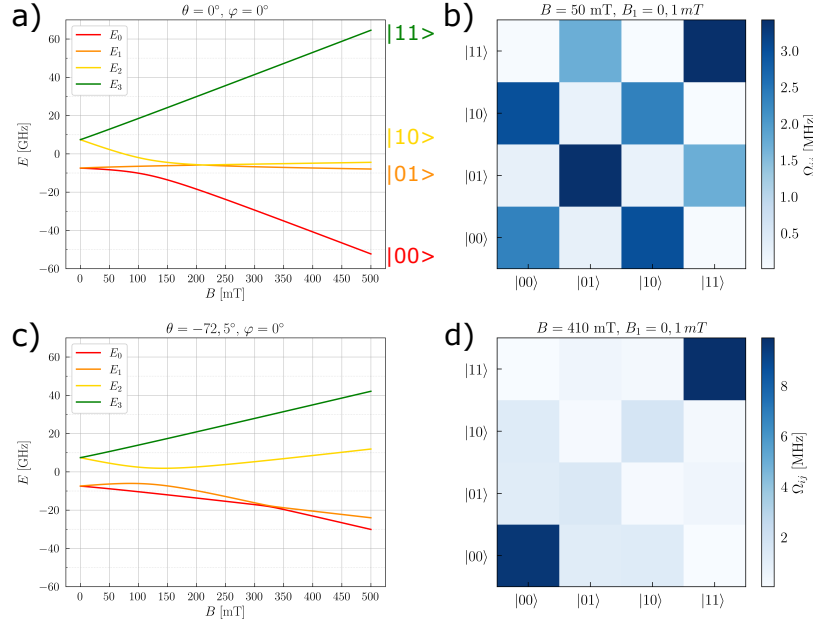 a)
θ = 0°, φ = 0°
E₀
E₁
E₂
E₃
E [GHz]
60
40
20
0
−20
−40
−60
0 50 100 150 200 250 300 350 400 450 500
B [mT]
|11>
|10>
|01>
|00>
b)
B = 50 mT, B₁ = 0, 1 mT
|11⟩
|10⟩
|01⟩
|00⟩
|00⟩ |01⟩ |10⟩ |11⟩
3.0
2.5
2.0
1.5
1.0
0.5
Ωᵢⱼ [MHz]
c)
θ = −72, 5°, φ = 0°
E₀
E₁
E₂
E₃
E [GHz]
60
40
20
0
−20
−40
−60
0 50 100 150 200 250 300 350 400 450 500
B [mT]
d)
B = 410 mT, B₁ = 0, 1 mT
|11⟩
|10⟩
|01⟩
|00⟩
|00⟩ |01⟩ |10⟩ |11⟩
8
6
4
2
Ωᵢⱼ [MHz]